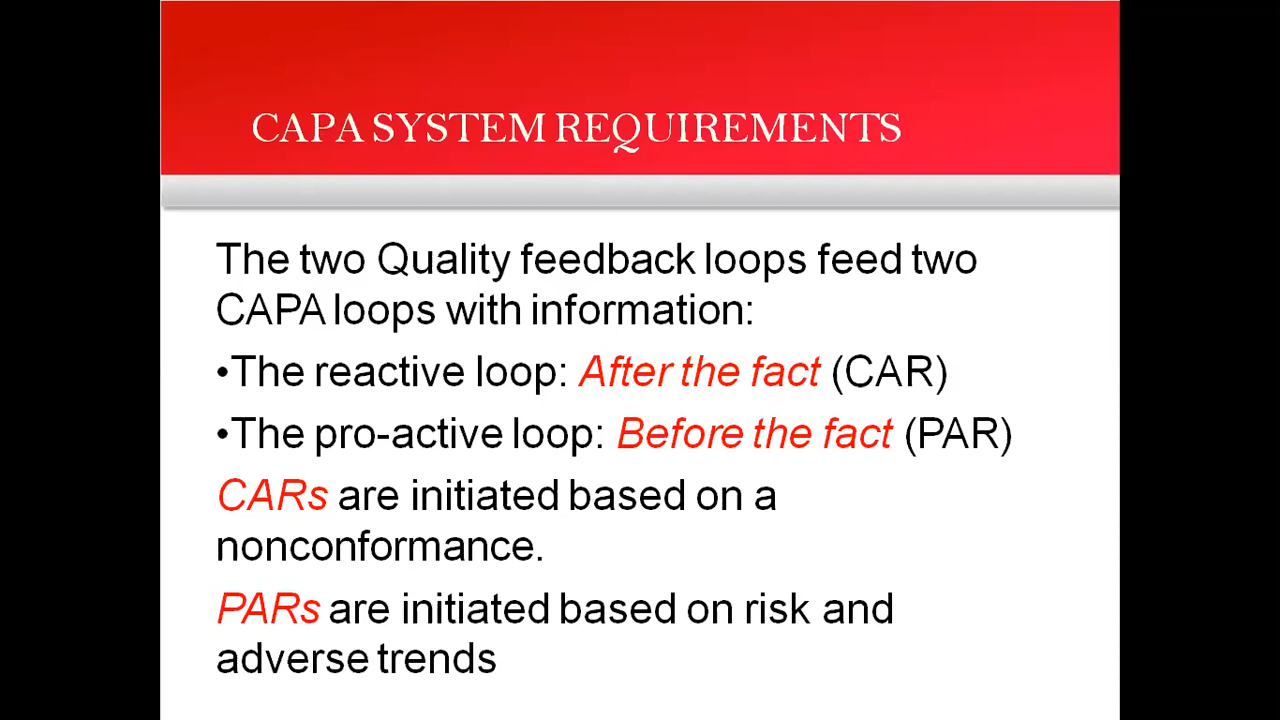 CAPA SYSTEM REQUIREMENTS
The two Quality feedback loops feed two
CAPA loops with information:
•The reactive loop: After the fact (CAR)
•The pro-active loop: Before the fact (PAR)
CARs are initiated based on a
nonconformance.
PARs are initiated based on risk and
adverse trends